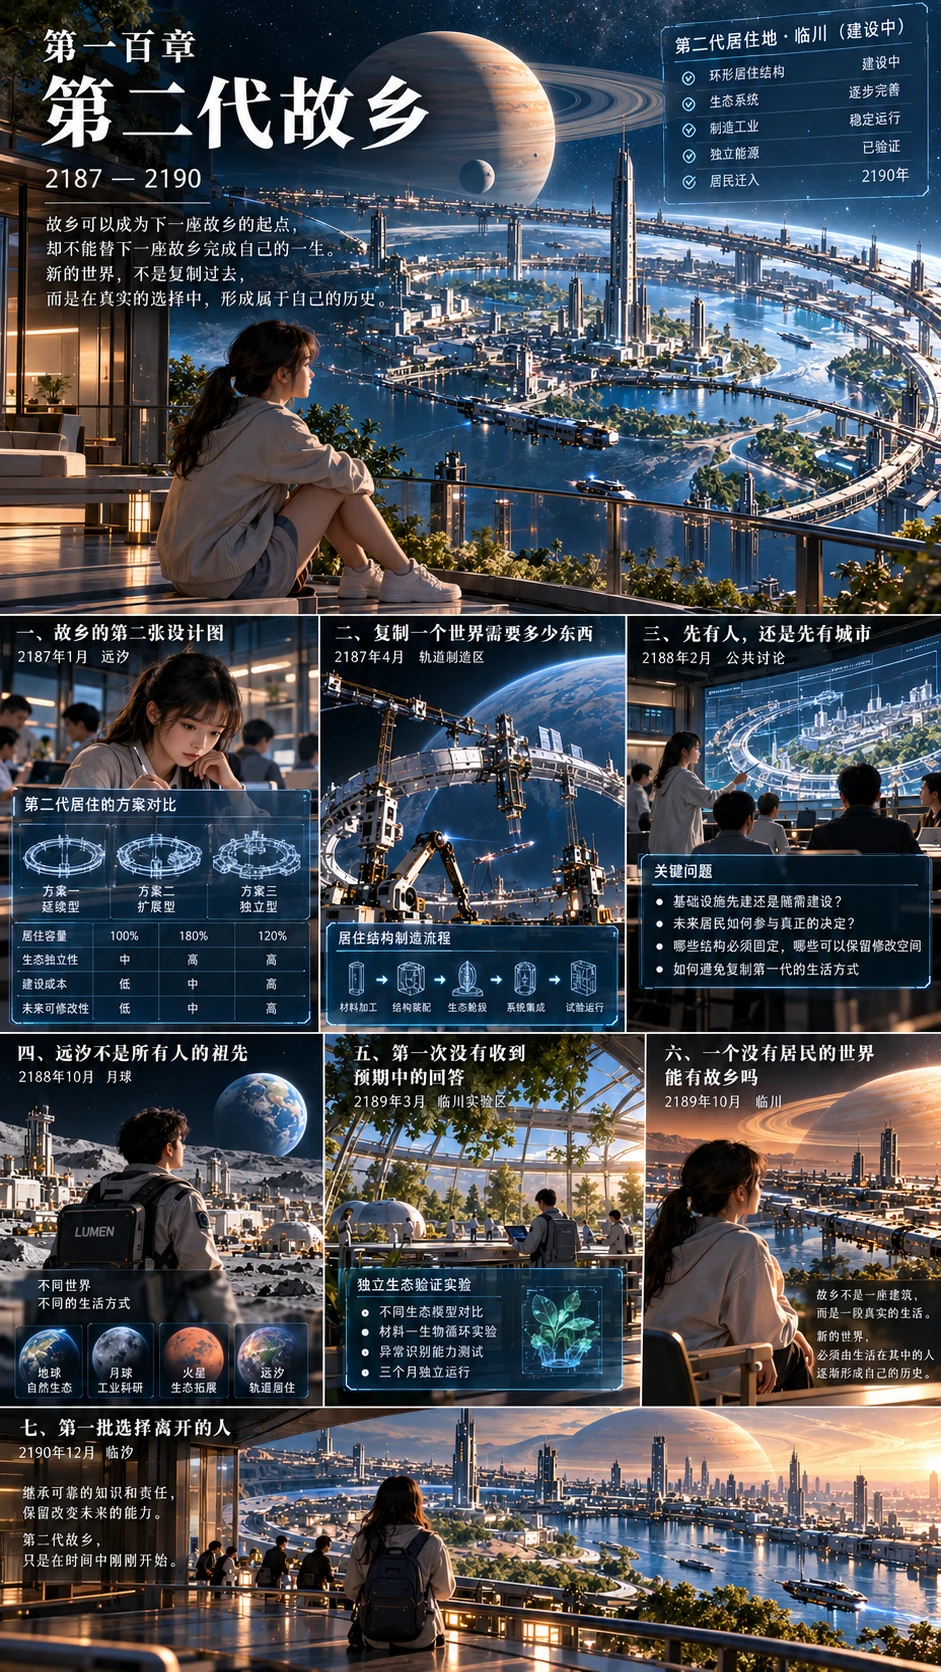 第一百章
第二代故乡
2187 — 2190
故乡可以成为下一座故乡的起点，
却不能替下一座故乡完成自己的一生。
新的世界，不是复制过去，
而是在真实的选择中，形成属于自己的历史。
第二代居住地·临川（建设中）
环形居住结构 建设中
生态系统 逐步完善
制造工业 稳定运行
独立能源 已验证
居民迁入 2190年
一、故乡的第二张设计图
2187年1月 远汐
第二代居住的方案对比
方案一 方案二 方案三
延续型 扩展型 独立型
居住容量 100% 180% 120%
生态独立性 中 高 高
建设成本 低 中 高
未来可修改性 低 中 高
二、复制一个世界需要多少东西
2187年4月 轨道制造区
居住结构制造流程
材料加工 结构装配 生态舱段 系统集成 试验运行
三、先有人，还是先有城市
2188年2月 公共讨论
关键问题
基础设施先建还是随需建设？
未来居民如何参与真正的决定？
哪些结构必须固定，哪些可以保留修改空间
如何避免复制第一代的生活方式
四、远汐不是所有人的祖先
2188年10月 月球
LUMEN
不同世界
不同的生活方式
地球 月球 火星 远汐
自然生态 工业科研 生态拓展 轨道居住
五、第一次没有收到
预期中的回答
2189年3月 临川实验区
独立生态验证实验
不同生态模型对比
材料—生物循环实验
异常识别能力测试
三个月独立运行
六、一个没有居民的世界
能有故乡吗
2189年10月 临川
故乡不是一座建筑，
而是一段真实的生活。
新的世界，
必须由生活在其中的人
逐渐形成自己的历史。
七、第一批选择离开的人
2190年12月 临汐
继承可靠的知识和责任，
保留改变未来的能力。
第二代故乡，
只是在时间中刚刚开始。